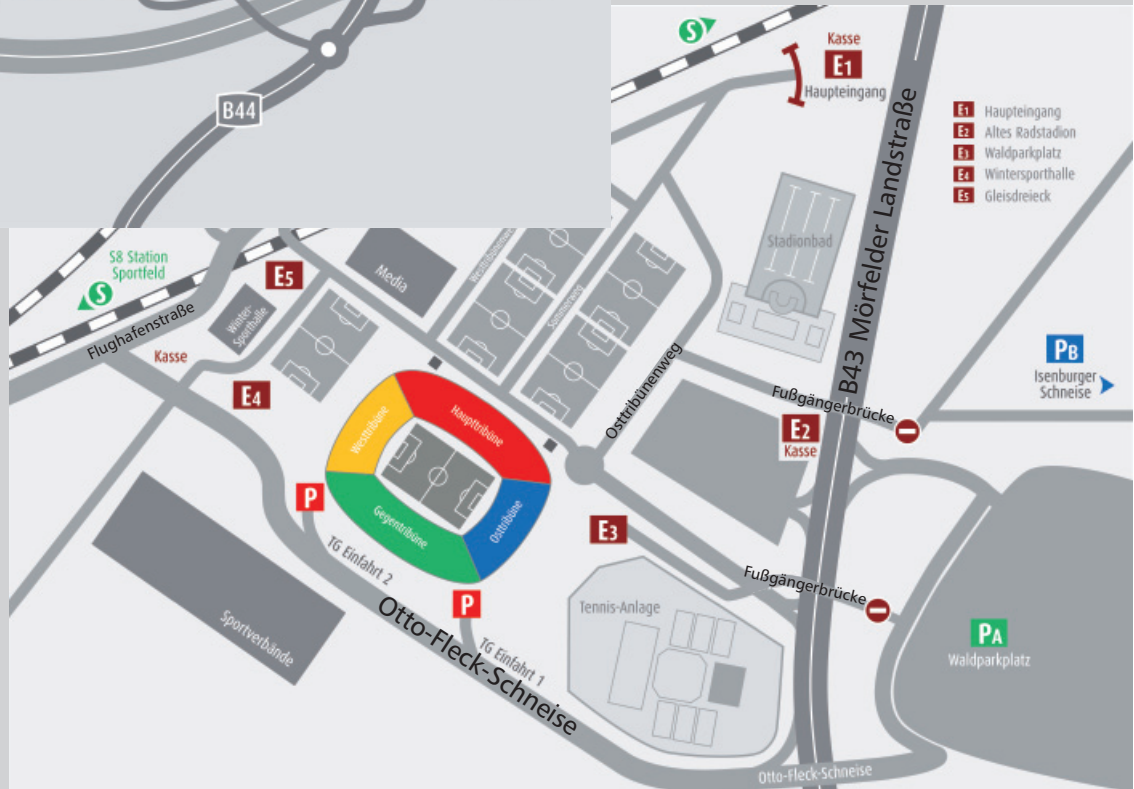 B44
S
Kasse
E1
Haupteingang
E1 Haupteingang
E2 Altes Radstadion
E3 Waldparkplatz
E4 Wintersporthalle
E5 Gleisdreieck
B43 Mörfelder Landstraße
Stadionbad
S8 Station
Sportfeld
S
Flughafenstraße
E5
Winter-
Sporthalle
Media
Sommerweg
Kasse
E4
Osttribünenweg
PB
Isenburger
Schneise
Fußgängerbrücke
E2
Kasse
Westtribüne
Haupttribüne
Gegentribüne
Osttribüne
P
TG Einfahrt 2
E3
P
TG Einfahrt 1
Otto-Fleck-Schneise
Sportverbände
Tennis-Anlage
Fußgängerbrücke
PA
Waldparkplatz
Otto-Fleck-Schneise